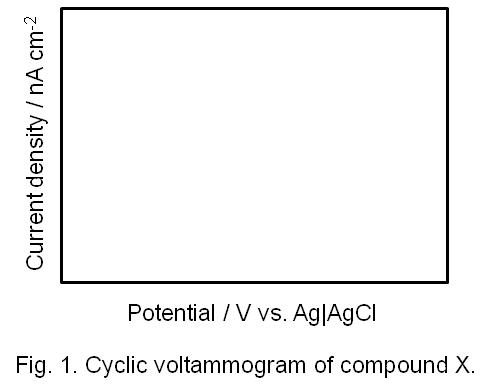 Current density / nA cm-2
Potential / V vs. Ag|AgCl
Fig. 1. Cyclic voltammogram of compound X.